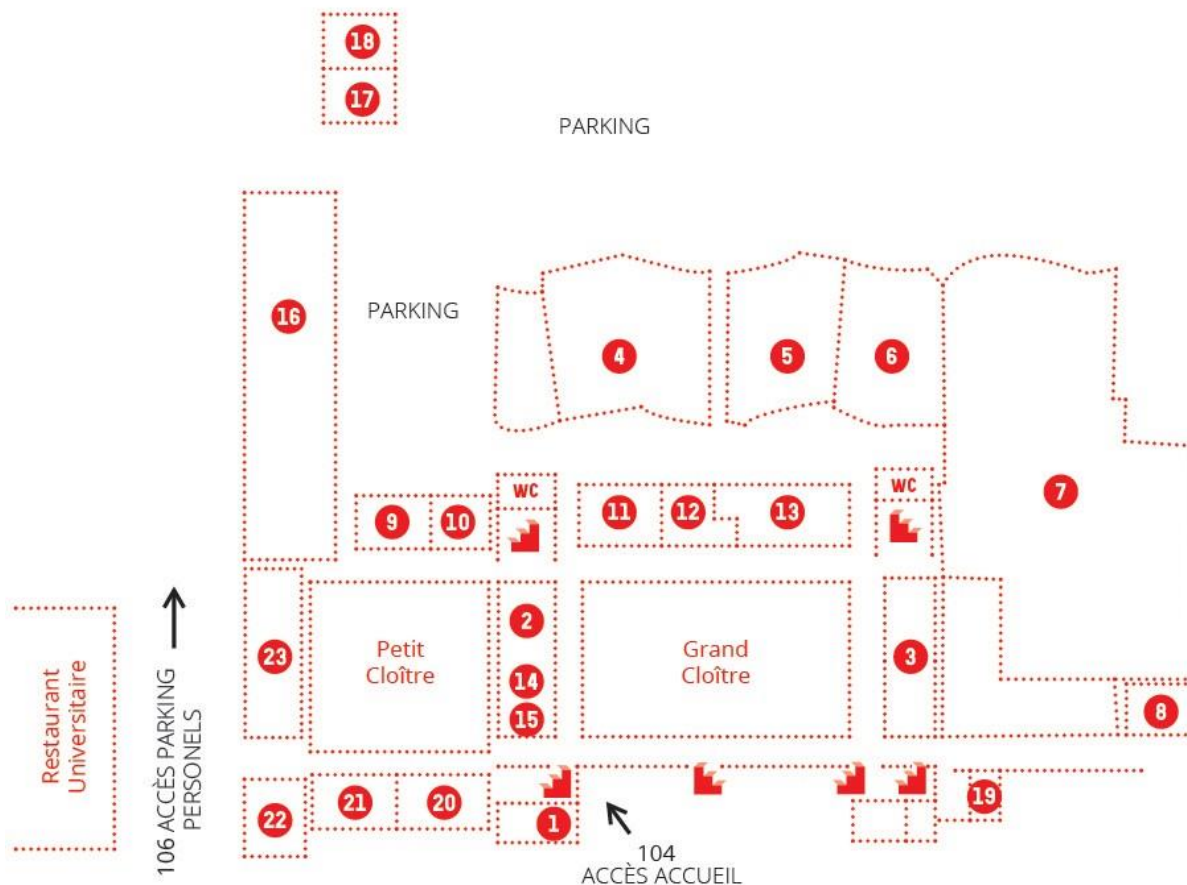 18
17
PARKING
16
PARKING
4
5
6
7
WC
WC
9
10
11
12
13
2
14
15
3
8
23
Petit
Cloître
Grand
Cloître
Restaurant
Universitaire
106 ACCÈS PARKING
PERSONELS
22
21
20
1
19
104
ACCÈS ACCUEIL